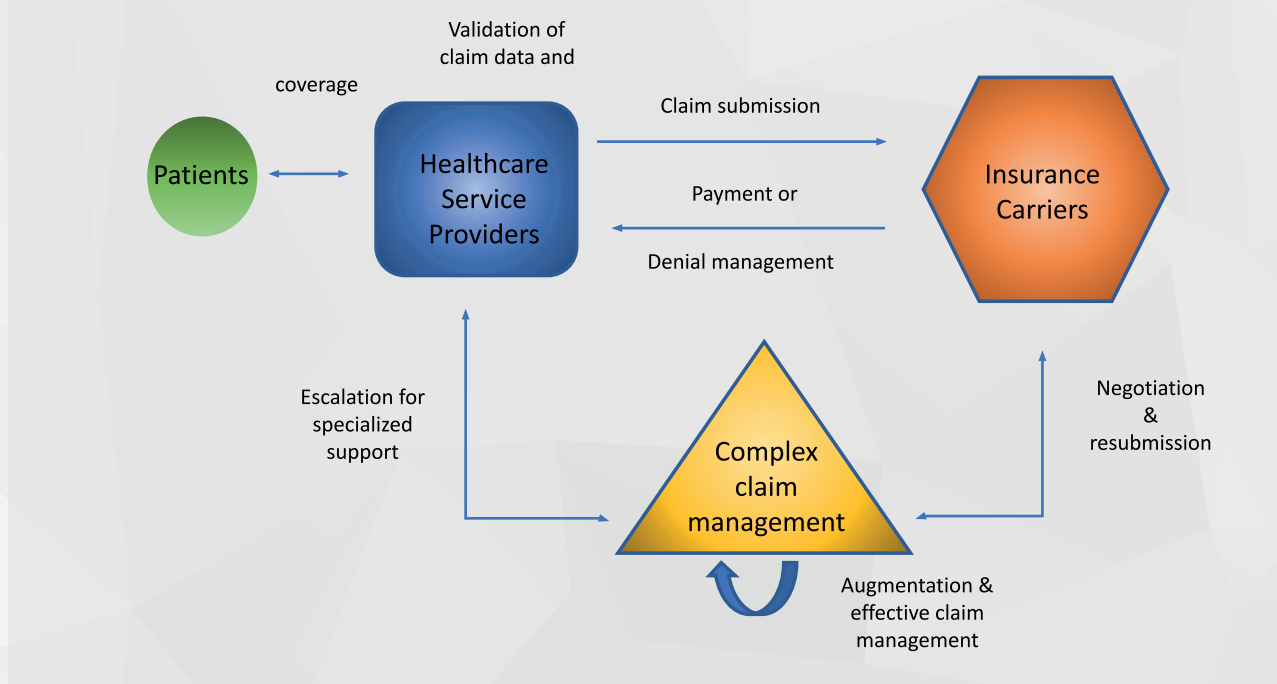 Validation of
claim data and
coverage
Patients
Healthcare
Service
Providers
Claim submission
Payment or
Denial management
Insurance
Carriers
Escalation for
specialized
support
Complex
claim
management
Negotiation
&
resubmission
Augmentation &
effective claim
management